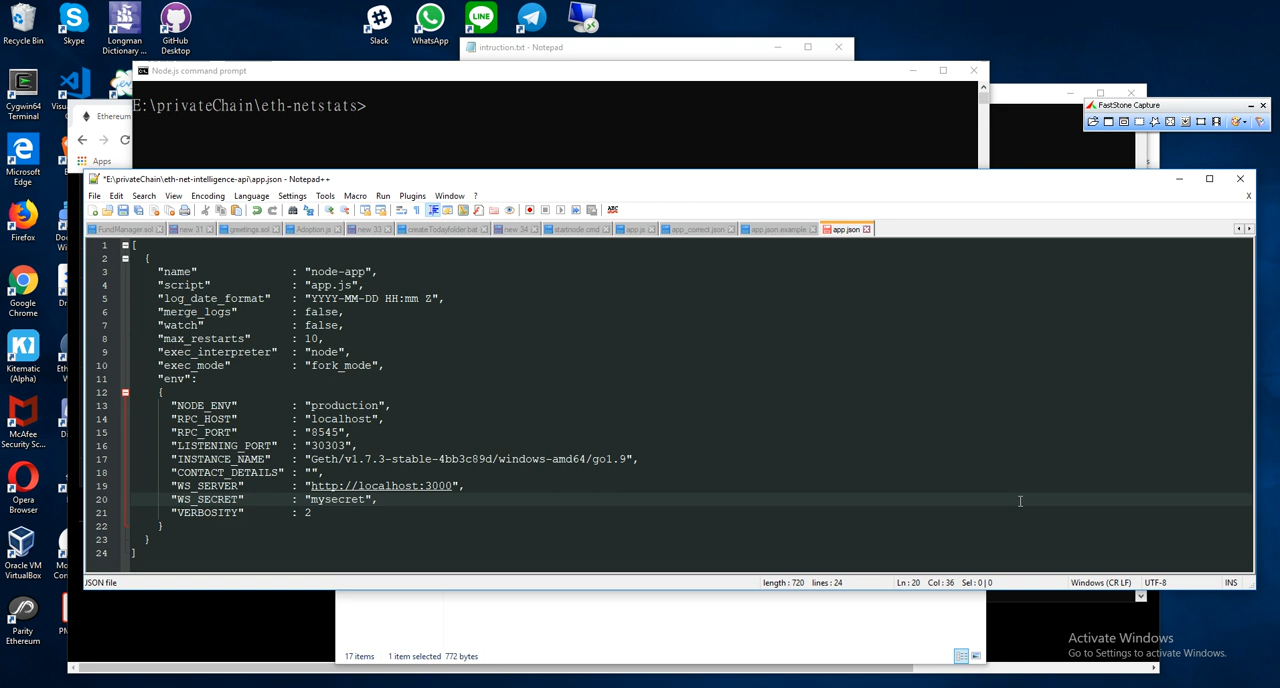 Recycle Bin
Skype
Longman Dictionary ...
GitHub Desktop
Slack
WhatsApp
LINE
Telegram
intruction.txt - Notepad
Node.js command prompt
E:\privateChain\eth-netstats>
FastStone Capture
Cygwin64 Terminal
Ethereum
Apps
Microsoft Edge
Firefox
Google Chrome
Kitematic (Alpha)
McAfee Security Sc...
Opera Browser
Oracle VM VirtualBox
Parity Ethereum
*E:\privateChain\eth-net-intelligence-api\app.json - Notepad++
File Edit Search View Encoding Language Settings Tools Macro Run Plugins Window ?
X
FundManager.sol new 31 greetings.sol Adoption.js new 33 createTodayfolder.bat new 34 startnode.cmd app.js app_correct.json app.json.example app.json
1 [
2 {
3 "name" : "node-app",
4 "script" : "app.js",
5 "log_date_format" : "YYYY-MM-DD HH:mm Z",
6 "merge_logs" : false,
7 "watch" : false,
8 "max_restarts" : 10,
9 "exec_interpreter" : "node",
10 "exec_mode" : "fork_mode",
11 "env":
12 {
13 "NODE_ENV" : "production",
14 "RPC_HOST" : "localhost",
15 "RPC_PORT" : "8545",
16 "LISTENING_PORT" : "30303",
17 "INSTANCE_NAME" : "Geth/v1.7.3-stable-4bb3c89d/windows-amd64/go1.9",
18 "CONTACT_DETAILS" : "",
19 "WS_SERVER" : "http://localhost:3000",
20 "WS_SECRET" : "mysecret",
21 "VERBOSITY" : 2
22 }
23 }
24 ]
JSON file length : 720 lines : 24 Ln : 20 Col : 36 Sel : 0 | 0 Windows (CR LF) UTF-8 INS
17 items 1 item selected 772 bytes
Activate Windows
Go to Settings to activate Windows.